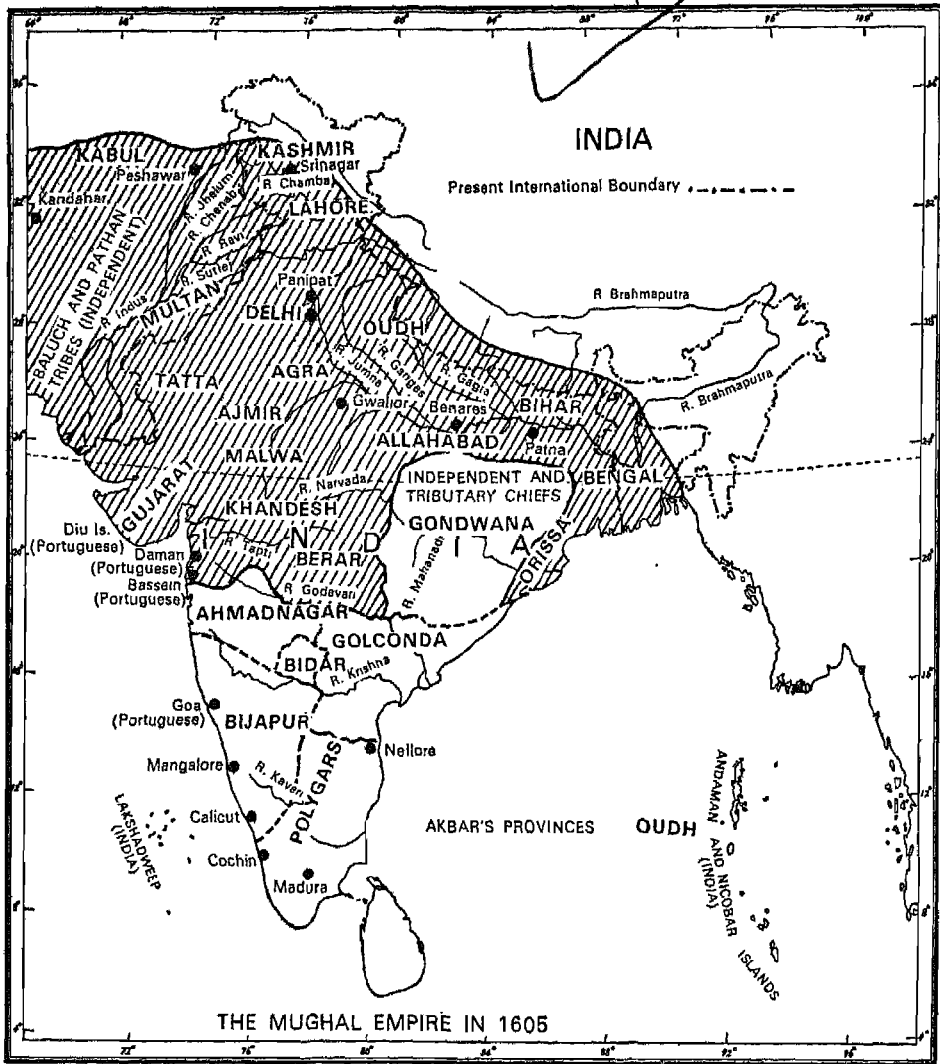 INDIA
Present International Boundary
KABUL
Peshawar
Kandahar
KASHMIR
Srinagar
R Chamba
R. Jhelum
R. Chenab
LAHORE
R Ravi
R. Sutlej
R Indus
MULTAN
BALUCH AND PATHAN
TRIBES (INDEPENDENT)
Panipat
DELHI
OUDH
R Brahmaputra
R. Brahmaputra
TATTA
AGRA
R. Jumna
R. Ganges
R. Gagra
AJMIR
Gwalior
Benares
BIHAR
ALLAHABAD
Patna
MALWA
GUJARAT
R. Narvada
INDEPENDENT AND
TRIBUTARY CHIEFS
BENGAL
KHANDESH
GONDWANA
INDIA
Diu Is.
(Portuguese)
R Tapti
BERAR
R. Mahanadi
ORISSA
Daman
(Portuguese)
Bassein
(Portuguese)
R Godavari
AHMADNAGAR
GOLCONDA
BIDAR
R. Krishna
Goa
(Portuguese)
BIJAPUR
Nellore
Mangalore
R. Kaveri
POLYGARS
Calicut
LAKSHADWEEP
(INDIA)
AKBAR'S PROVINCES OUDH
ANDAMAN AND NICOBAR
(INDIA)
ISLANDS
Cochin
Madura
THE MUGHAL EMPIRE IN 1605